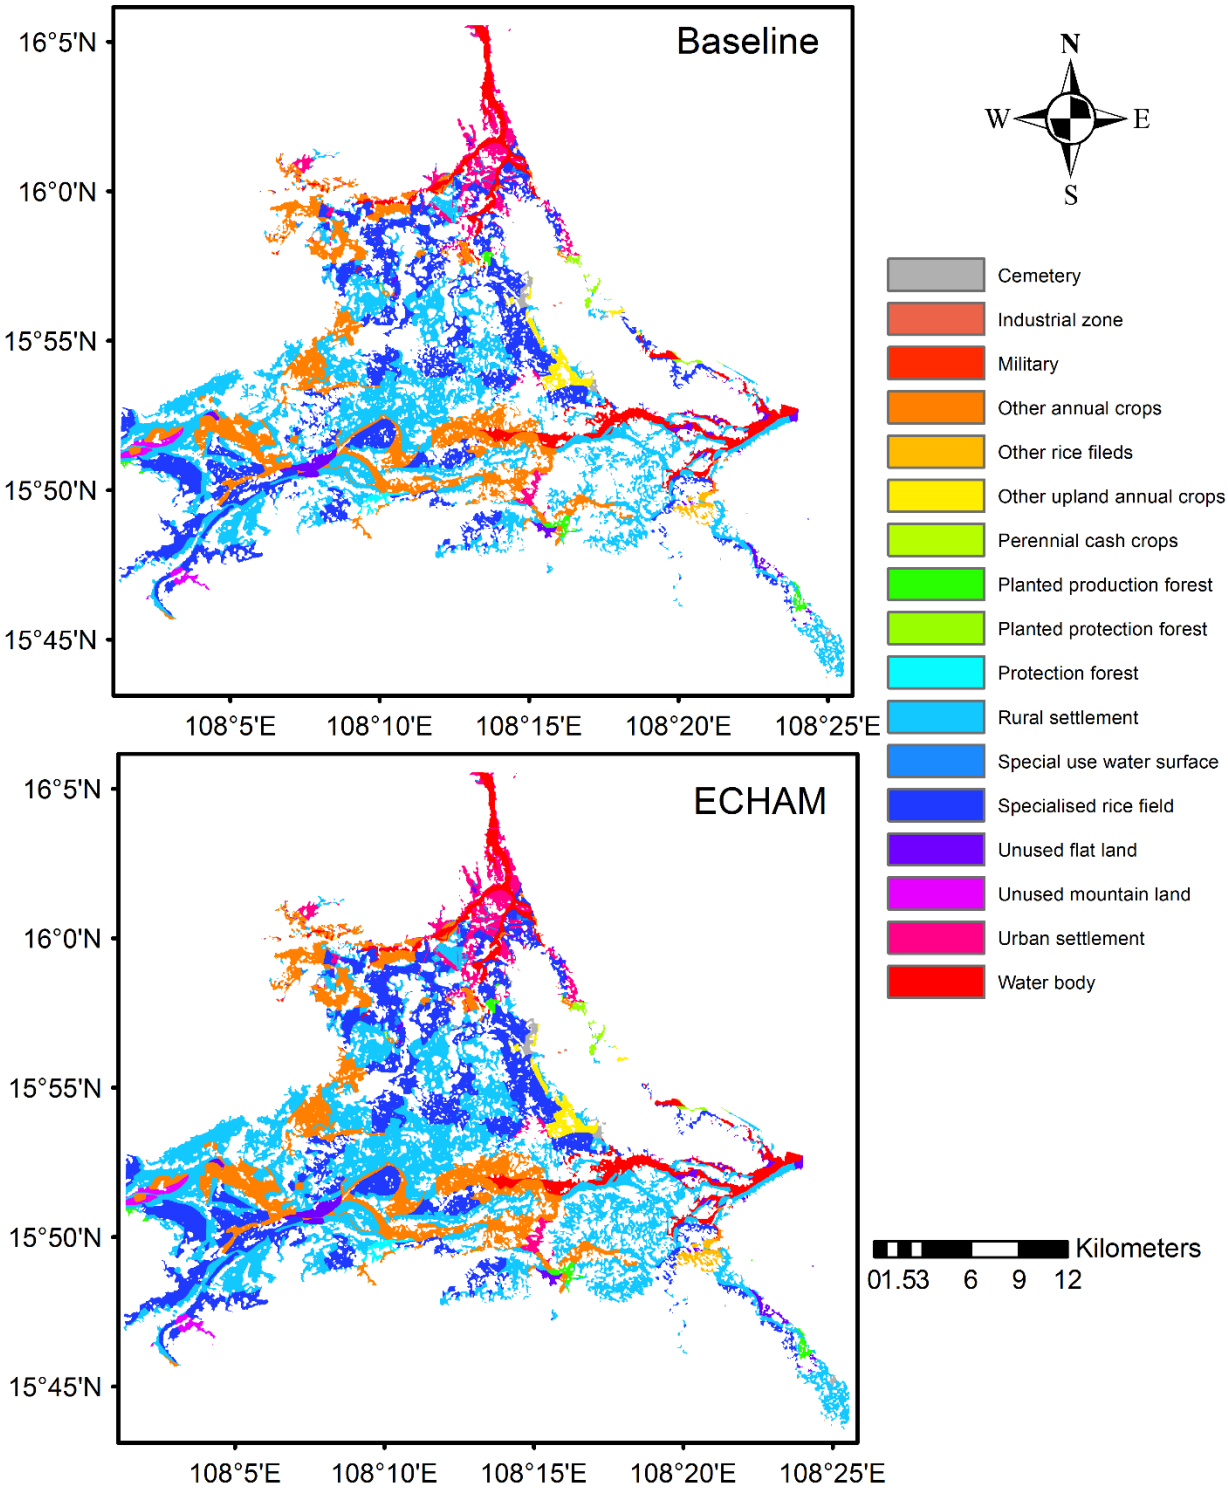 Baseline
16°5'N
16°0'N
15°55'N
15°50'N
15°45'N
108°5'E 108°10'E 108°15'E 108°20'E 108°25'E
N
W E
S
Cemetery
Industrial zone
Military
Other annual crops
Other rice fileds
Other upland annual crops
Perennial cash crops
Planted production forest
Planted protection forest
Protection forest
Rural settlement
Special use water surface
Specialised rice field
Unused flat land
Unused mountain land
Urban settlement
Water body
ECHAM
16°5'N
16°0'N
15°55'N
15°50'N
15°45'N
108°5'E 108°10'E 108°15'E 108°20'E 108°25'E
Kilometers
01.53 6 9 12